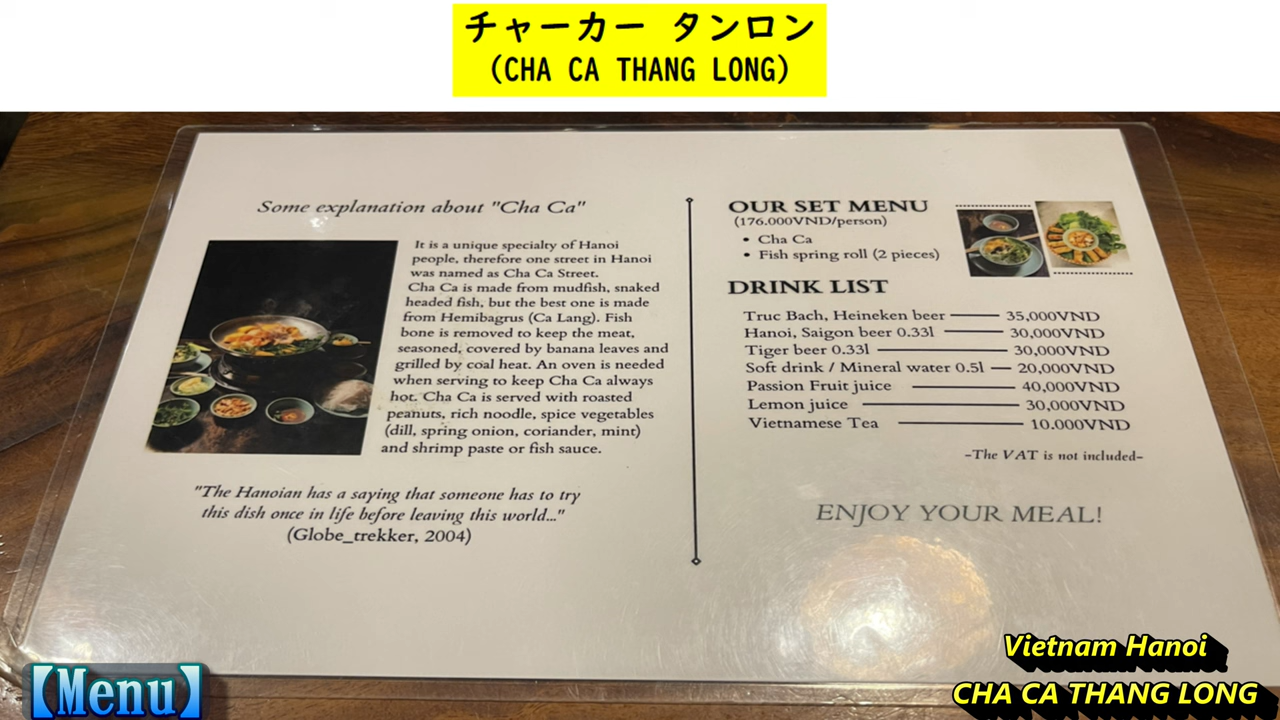 チャーカー タンロン
(CHA CA THANG LONG)
Some explanation about "Cha Ca"
It is a unique specialty of Hanoi
people, therefore one street in Hanoi
was named as Cha Ca Street.
Cha Ca is made from mudfish, snaked
headed fish, but the best one is made
from Hemibagrus (Ca Lang). Fish
bone is removed to keep the meat,
seasoned, covered by banana leaves and
grilled by coal heat. An oven is needed
when serving to keep Cha Ca always
hot. Cha Ca is served with roasted
peanuts, rich noodle, spice vegetables
(dill, spring onion, coriander, mint)
and shrimp paste or fish sauce.
"The Hanoian has a saying that someone has to try
this dish once in life before leaving this world..."
(Globe_trekker, 2004)
OUR SET MENU
(176.000VND/person)
• Cha Ca
• Fish spring roll (2 pieces)
DRINK LIST
Truc Bach, Heineken beer 35,000VND
Hanoi, Saigon beer 0.33l 30,000VND
Tiger beer 0.33l 30,000VND
Soft drink / Mineral water 0.5l 20,000VND
Passion Fruit juice 40,000VND
Lemon juice 30,000VND
Vietnamese Tea 10.000VND
-The VAT is not included-
ENJOY YOUR MEAL!
【Menu】
Vietnam Hanoi
CHA CA THANG LONG